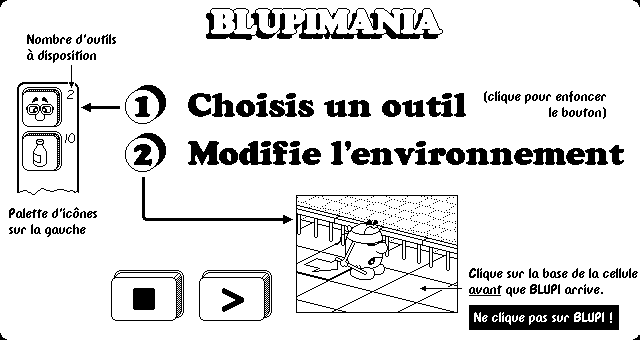 BLUPIMANIA
Nombre d'outils
à disposition
2
10
1 Choisis un outil
(clique pour enfoncer
le bouton)
2 Modifie l'environnement
Palette d'icônes
sur la gauche
Clique sur la base de la cellule
avant que BLUPI arrive.
Ne clique pas sur BLUPI !
>